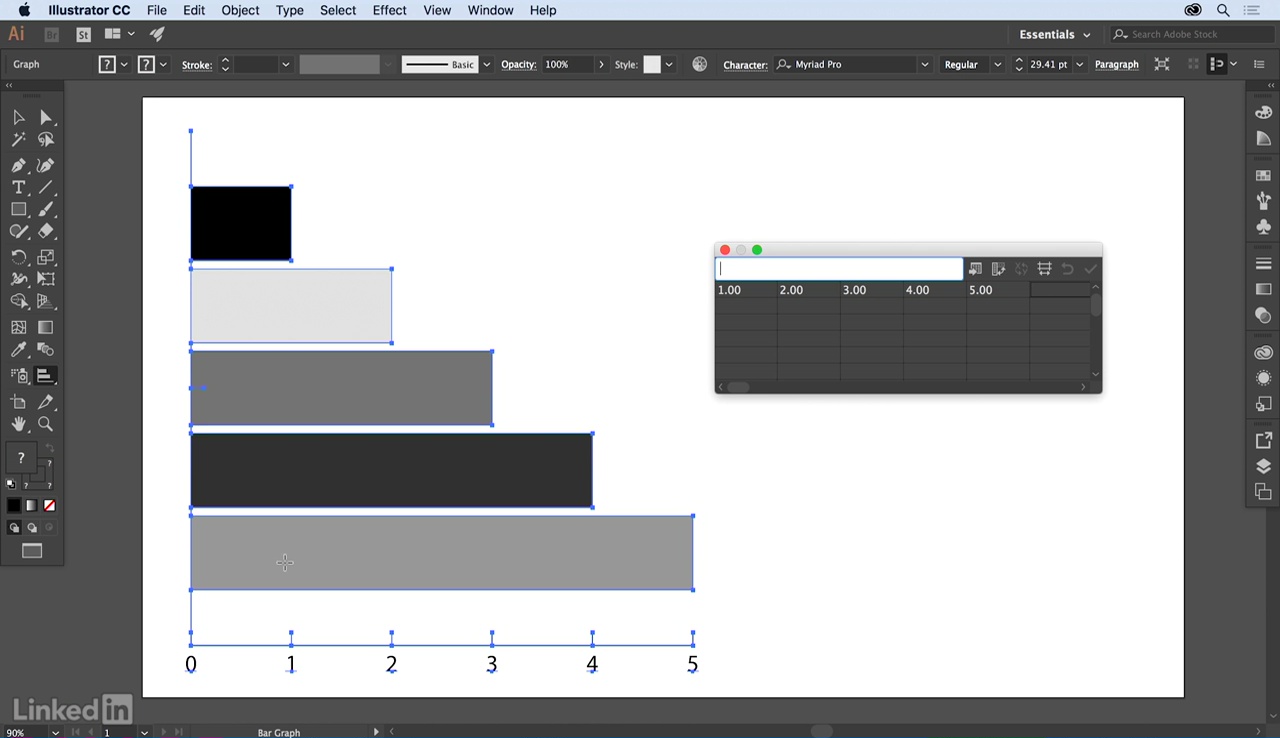 Illustrator CC File Edit Object Type Select Effect View Window Help
Ai Br St Essentials Search Adobe Stock
Graph ? ? Stroke: Basic Opacity: 100% Style: Character: Myriad Pro Regular 29.41 pt Paragraph
1.00 2.00 3.00 4.00 5.00
T
?
?
?
?
0 1 2 3 4 5
Linked in
90% 1 Bar Graph